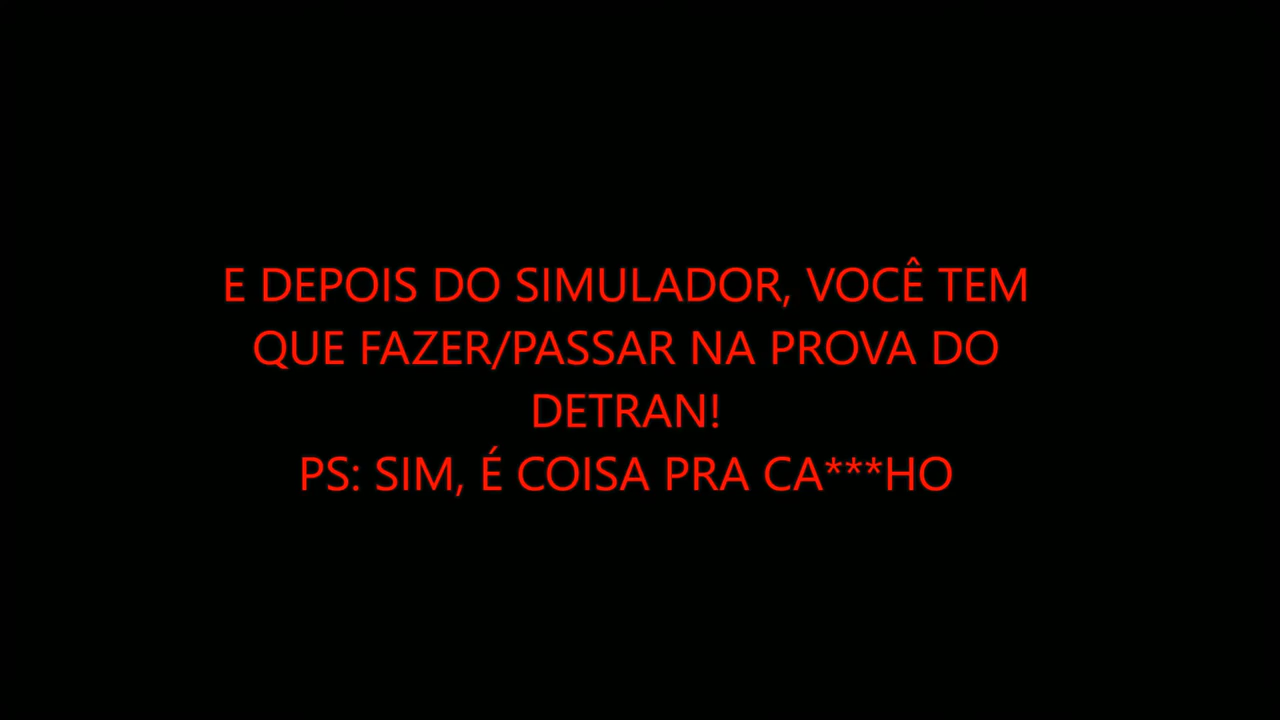 E DEPOIS DO SIMULADOR, VOCÊ TEM
QUE FAZER/PASSAR NA PROVA DO
DETRAN!
PS: SIM, É COISA PRA CA***HO